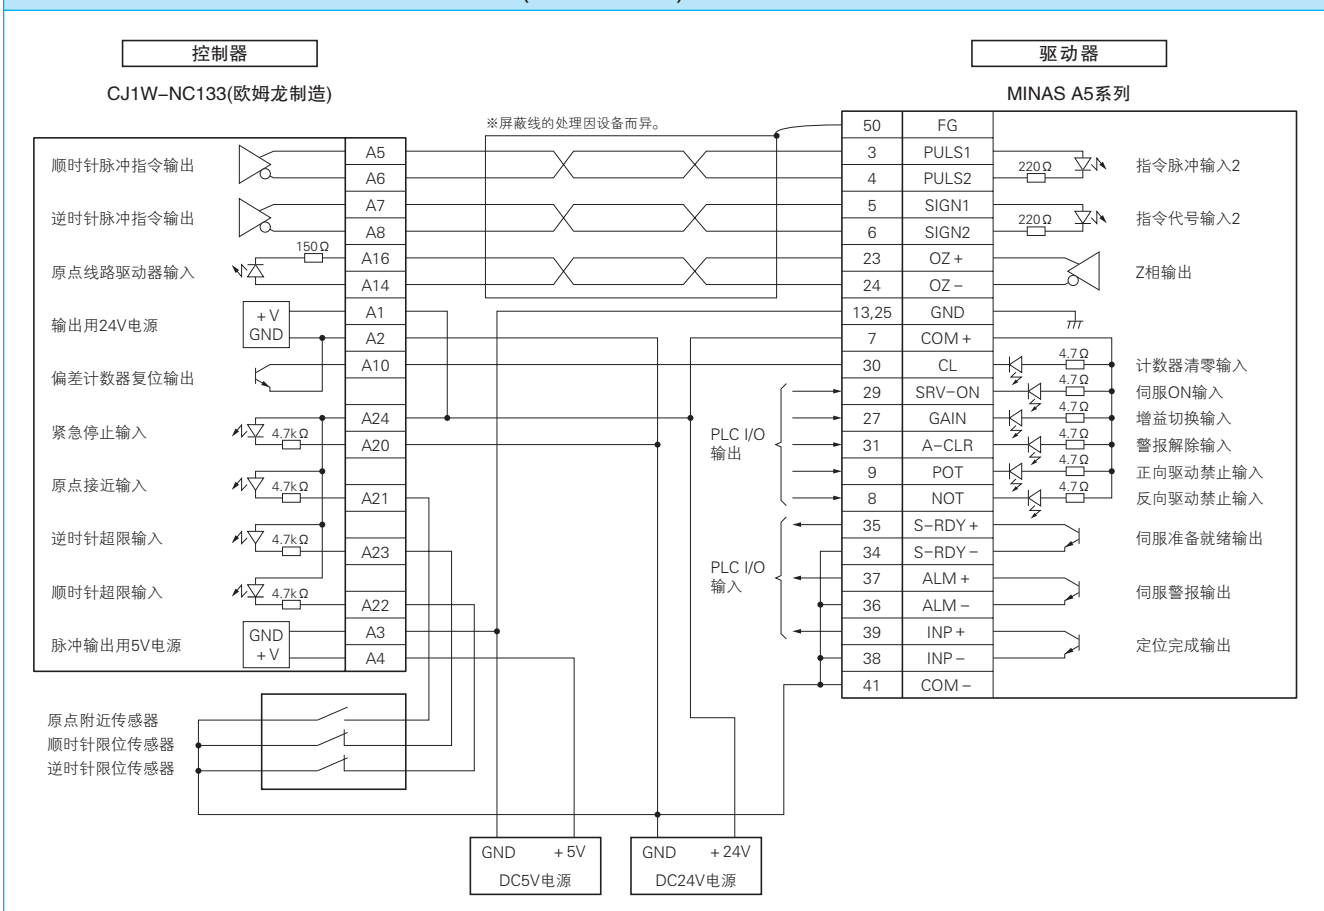 控制器
CJ1W-NC133(欧姆龙制造)
驱动器
MINAS A5系列
※屏蔽线的处理因设备而异。
顺时针脉冲指令输出
A5
A6
逆时针脉冲指令输出
A7
A8
150Ω
原点线路驱动器输入
A16
A14
输出用24V电源
+V
GND
A1
A2
偏差计数器复位输出
A10
紧急停止输入
4.7kΩ
A24
A20
原点接近输入
4.7kΩ
A21
逆时针超限输入
4.7kΩ
A23
顺时针超限输入
4.7kΩ
A22
脉冲输出用5V电源
GND
+V
A3
A4
50 FG
3 PULS1
4 PULS2
220Ω
指令脉冲输入2
5 SIGN1
6 SIGN2
220Ω
指令代号输入2
23 OZ+
24 OZ-
Z相输出
13,25 GND
7 COM+
30 CL
4.7Ω
计数器清零输入
29 SRV-ON
4.7Ω
伺服ON输入
27 GAIN
4.7Ω
增益切换输入
31 A-CLR
4.7Ω
警报解除输入
9 POT
4.7Ω
正向驱动禁止输入
8 NOT
4.7Ω
反向驱动禁止输入
PLC I/O
输出
35 S-RDY+
34 S-RDY-
伺服准备就绪输出
37 ALM+
36 ALM-
伺服警报输出
39 INP+
38 INP-
定位完成输出
41 COM-
PLC I/O
输入
原点附近传感器
顺时针限位传感器
逆时针限位传感器
GND +5V
DC5V电源
GND +24V
DC24V电源